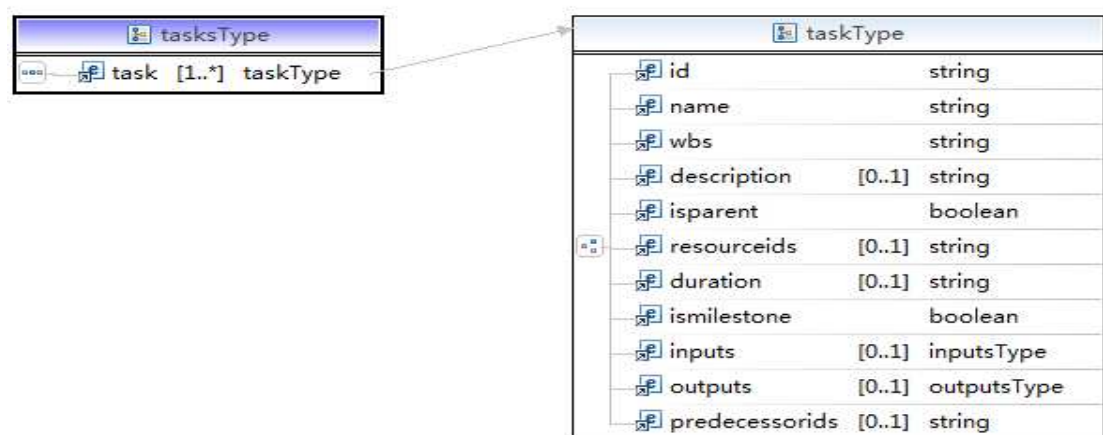 tasksType
task [1..*] taskType
taskType
id string
name string
wbs string
description [0..1] string
isparent boolean
resourceids [0..1] string
duration [0..1] string
ismilestone boolean
inputs [0..1] inputsType
outputs [0..1] outputsType
predecessorids [0..1] string